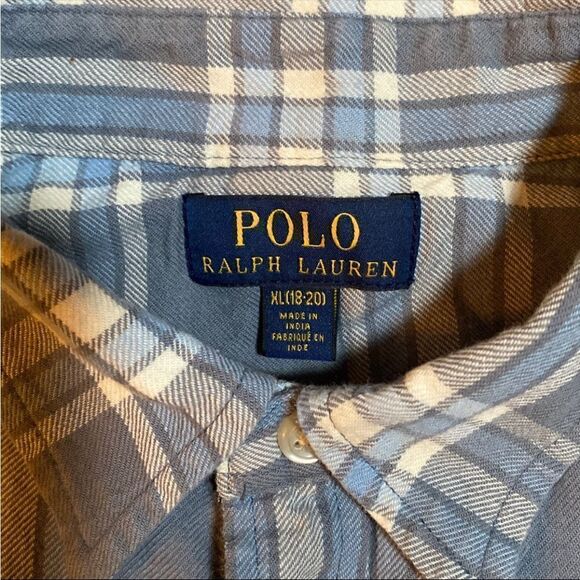 POLO
RALPH LAUREN
XL(18-20)
MADE IN
INDIA
FABRIQUÉ EN
INDE